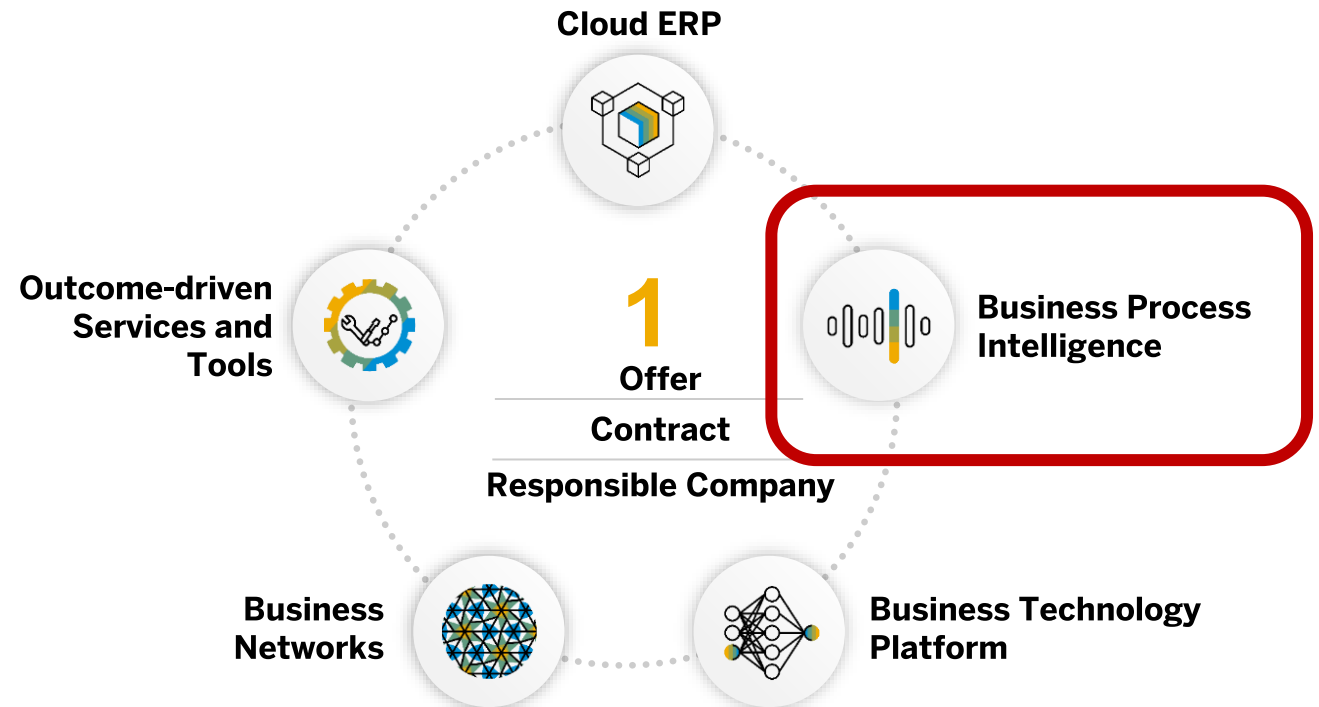 Cloud ERP
Outcome-driven
Services and
Tools
1
Offer
Contract
Responsible Company
Business Process
Intelligence
Business
Networks
Business Technology
Platform